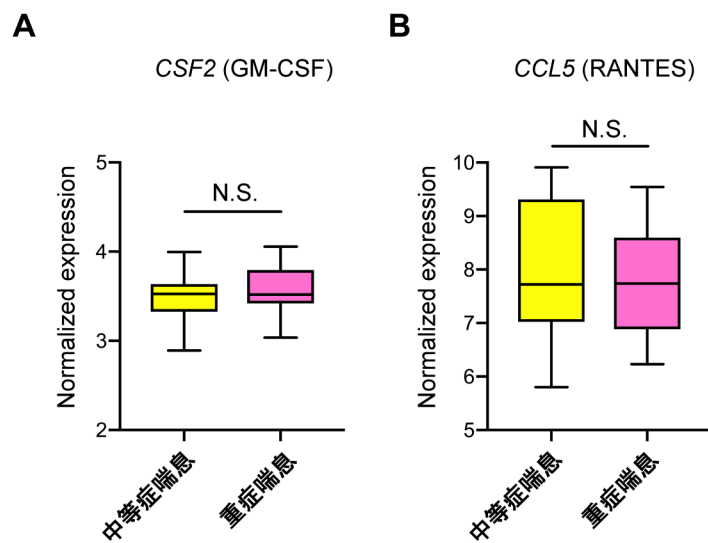 A
CSF2 (GM-CSF)
N.S.
Normalized expression
5
4
3
2
中等症喘息
重症喘息
B
CCL5 (RANTES)
N.S.
Normalized expression
10
9
8
7
6
5
中等症喘息
重症喘息